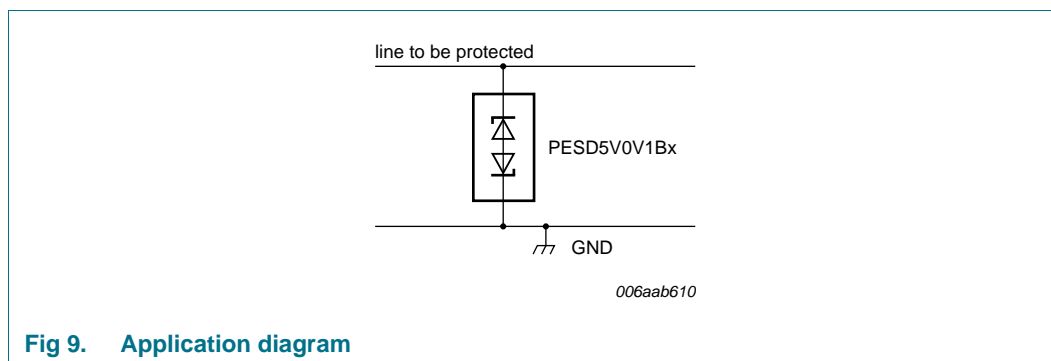 line to be protected
PESD5V0V1Bx
GND
006aab610
Fig 9. Application diagram